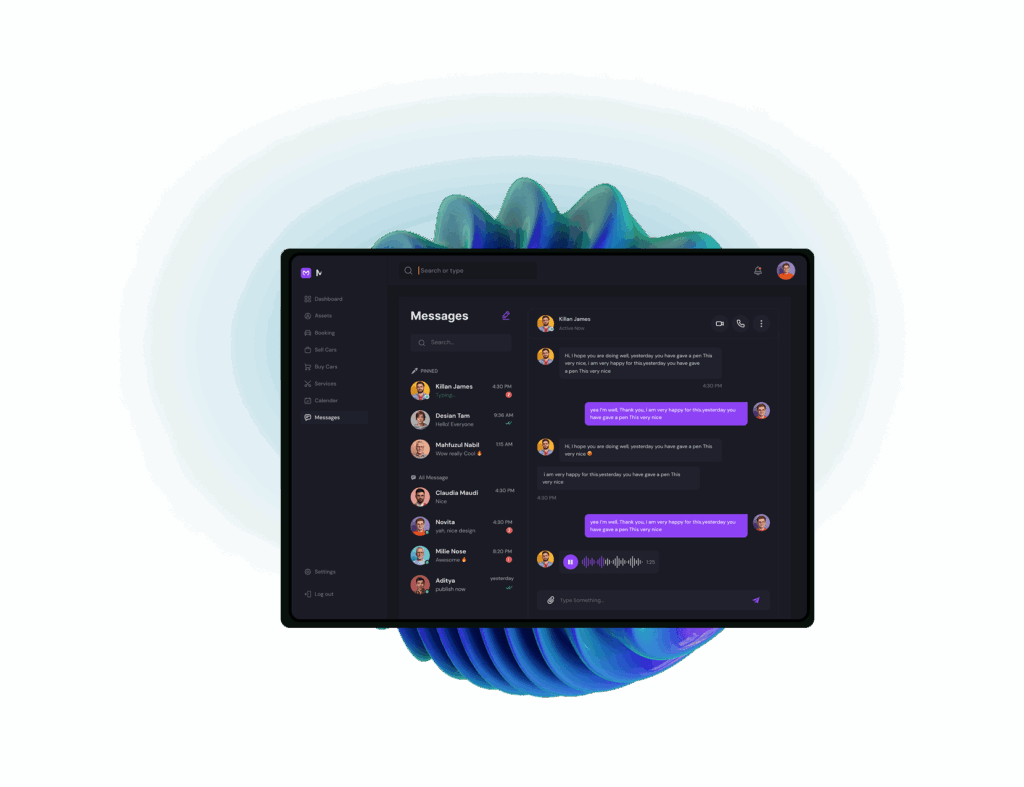 Search or type
Dashboard
Assets
Booking
Sell Cars
Buy Cars
Services
Calender
Messages
Settings
Log out
Messages
Search...
PINNED
Killan James
4:30 PM
Typing...
2
Desian Tam
9:36 AM
Hello! Everyone
Mahfuzul Nabil
1:15 AM
Wow really Cool 🔥
All Message
Claudia Maudi
4:30 PM
Nice
Novita
4:30 PM
yah, nice design
2
Milie Nose
8:20 PM
Awesome 🔥
1
Aditya
yesterday
publish now
Killan James
Active Now
Hi, I hope you are doing well, yesterday you have gave a pen This
very nice, i am very happy for this.yesterday you have gave
a pen This very nice
4:30 PM
yea I'm well, Thank you, i am very happy for this.yesterday you
have gave a pen This very nice
Hi, I hope you are doing well, yesterday you have gave a pen This
very nice 😍
i am very happy for this.yesterday you have gave a pen This
very nice
4:30 PM
yea I'm well, Thank you, i am very happy for this.yesterday you
have gave a pen This very nice
1:25
Type Something...